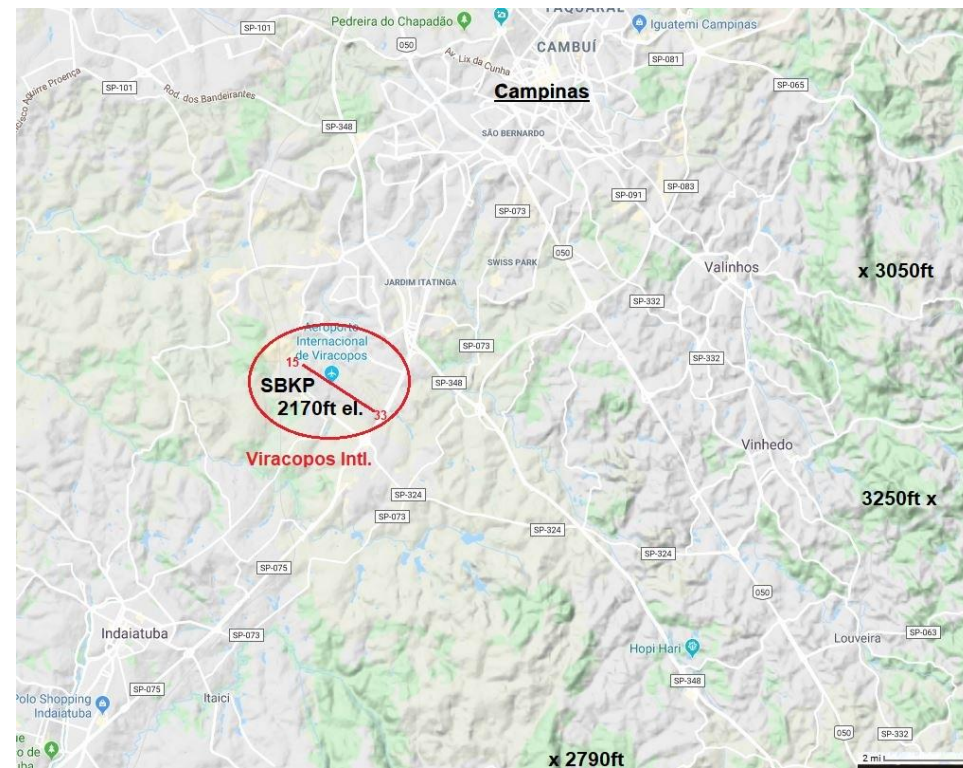 Pedreira do Chapadão
TAQUARAL
Iguatemi Campinas
SP-101
050
CAMBUÍ
Av. Lix da Cunha
SP-081
SP-101
Rod. dos Bandeirantes
Campinas
SP-065
SP-348
SÃO BERNARDO
SP-091
SP-083
SP-073
050
SWISS PARK
Valinhos
x 3050ft
JARDIM ITATINGA
SP-332
Aeroporto
Internacional
de Viracopos
15
SP-073
SP-332
SBKP
SP-348
2170ft el.
33
Viracopos Intl.
Vinhedo
SP-324
3250ft x
SP-073
SP-324
SP-324
SP-075
050
Indaiatuba
SP-073
Louveira
SP-063
Hopi Hari
SP-348
SP-075
Itaici
Polo Shopping
Indaiatuba
050
SP-332
x 2790ft
2 mi